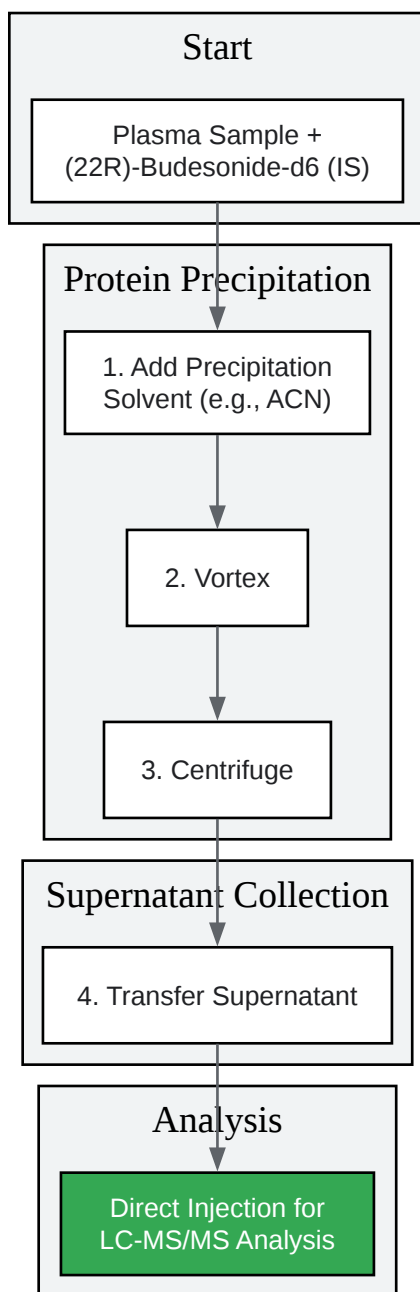 Start
Plasma Sample +
(22R)-Budesonide-d6 (IS)
Protein Precipitation
1. Add Precipitation
Solvent (e.g., ACN)
2. Vortex
3. Centrifuge
Supernatant Collection
4. Transfer Supernatant
Analysis
Direct Injection for
LC-MS/MS Analysis